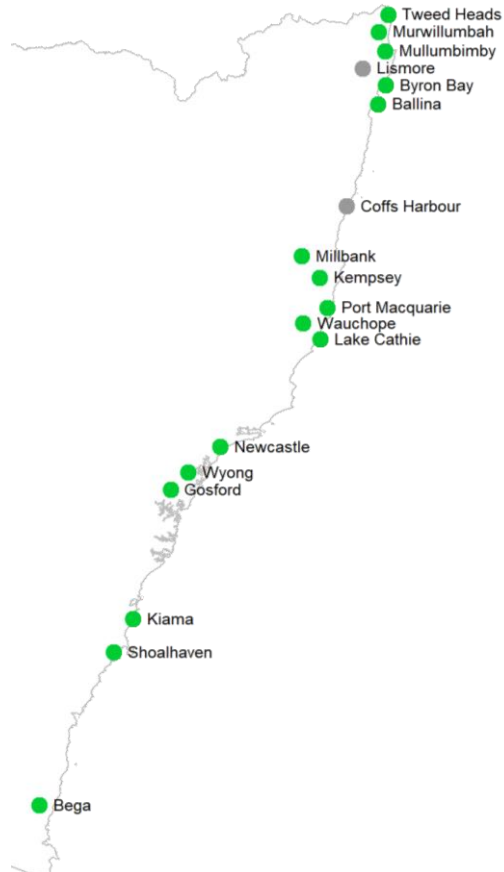 Tweed Heads
Murwillumbah
Mullumbimby
Lismore
Byron Bay
Ballina
Coffs Harbour
Millbank
Kempsey
Port Macquarie
Wauchope
Lake Cathie
Newcastle
Wyong
Gosford
Kiama
Shoalhaven
Bega